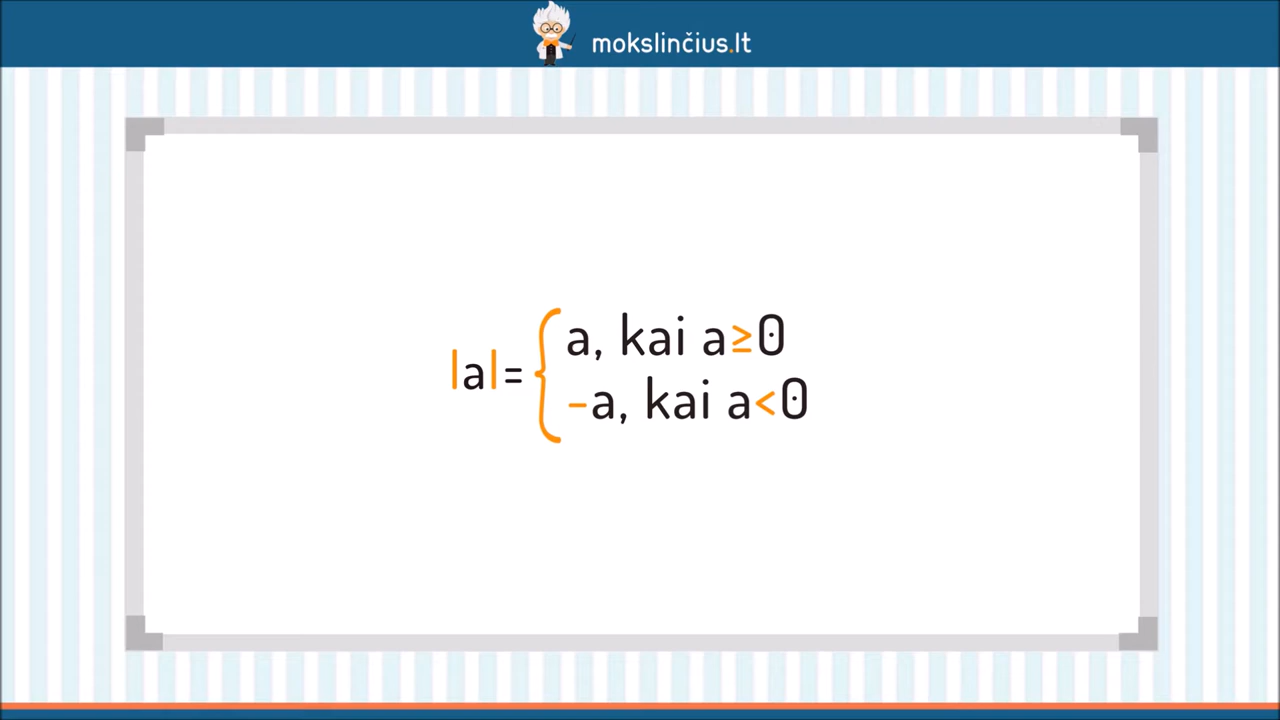 mokslinčius.lt
a, kai a≥0
|a|=
-a, kai a<0